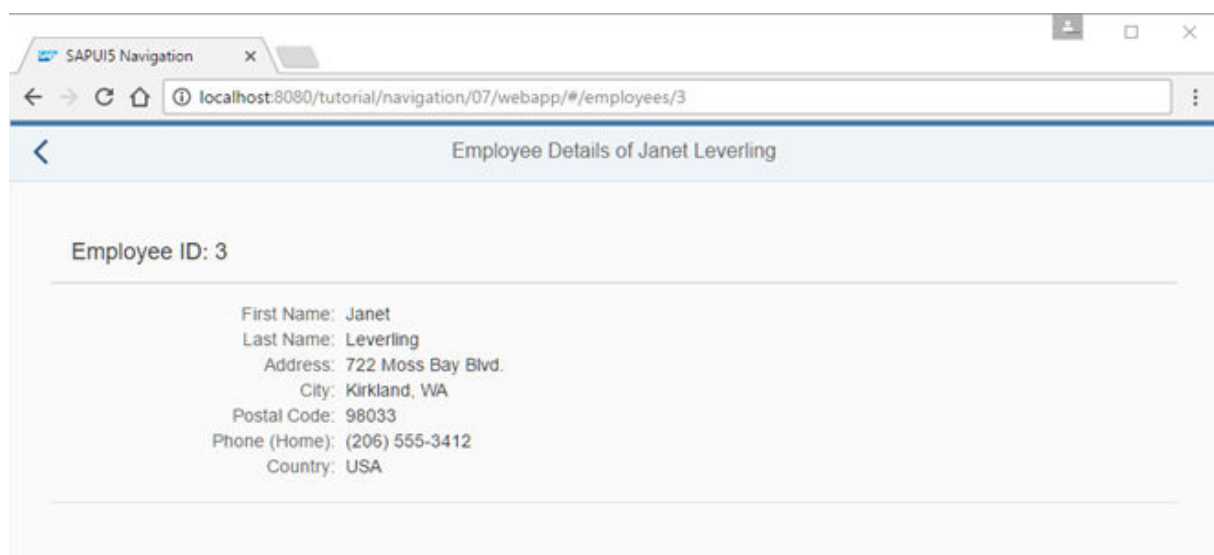 SAPUI5 Navigation
localhost:8080/tutorial/navigation/07/webapp/#/employees/3
Employee Details of Janet Leverling
Employee ID: 3
First Name: Janet
Last Name: Leverling
Address: 722 Moss Bay Blvd.
City: Kirkland, WA
Postal Code: 98033
Phone (Home): (206) 555-3412
Country: USA